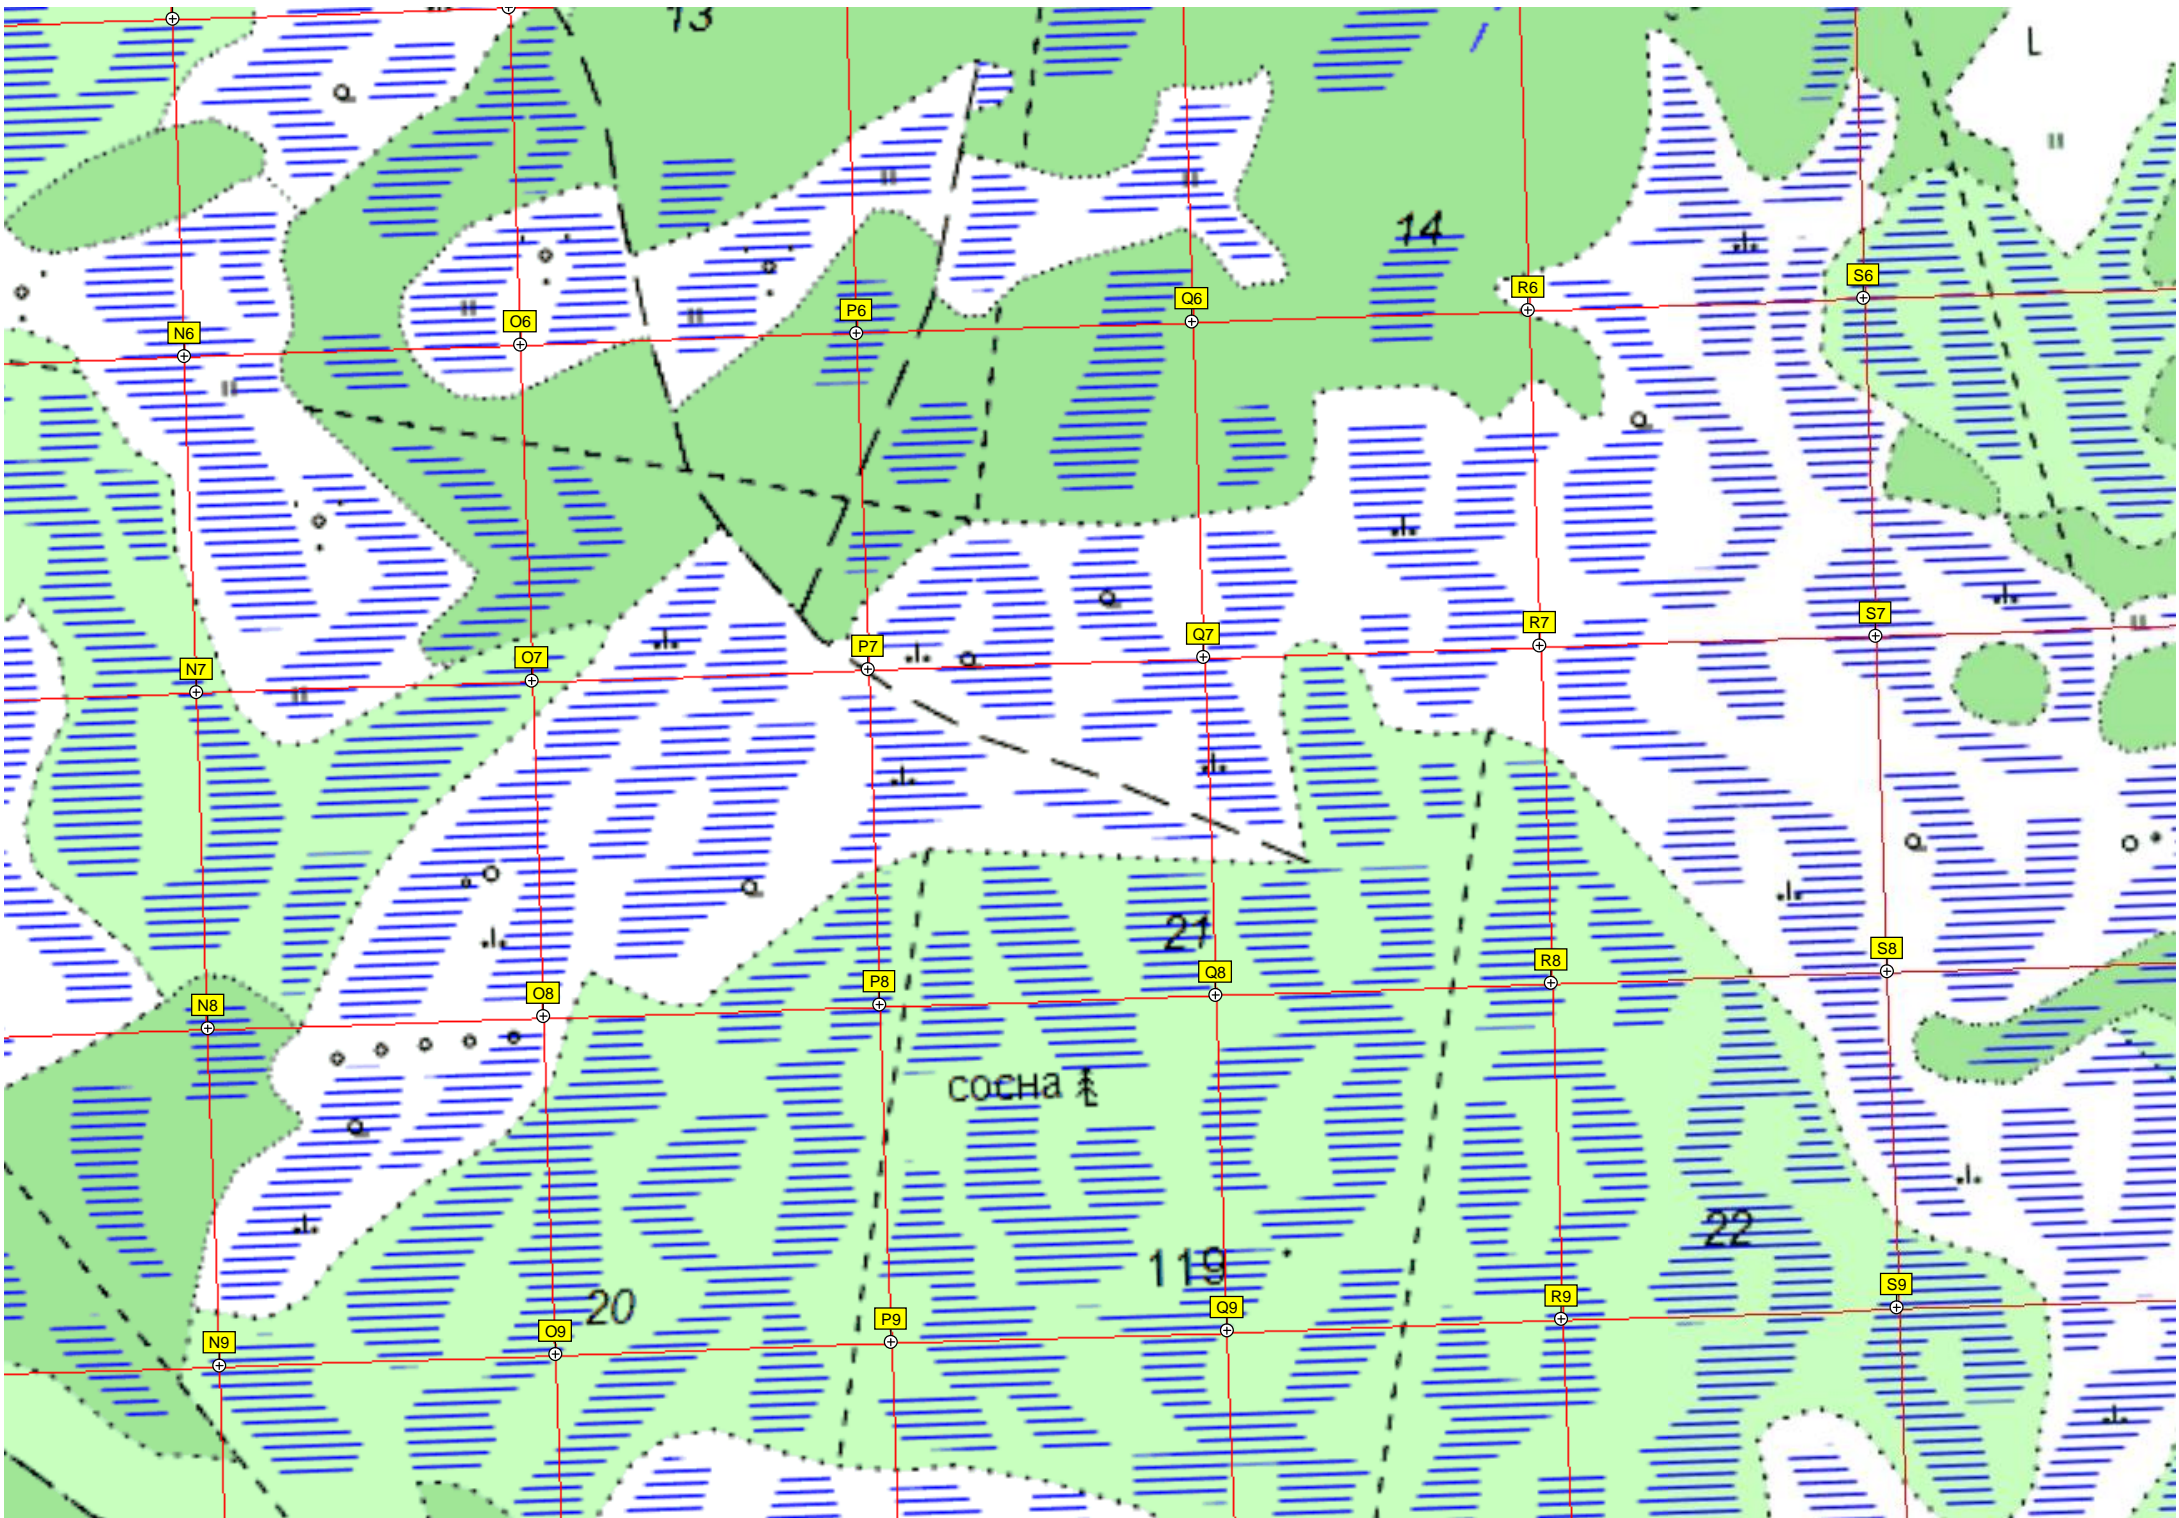 13
L
14
N6 O6 P6 Q6 R6 S6
N7 O7 P7 Q7 R7 S7
21
N8 O8 P8 Q8 R8 S8
сосна
22
119
20
N9 O9 P9 Q9 R9 S9